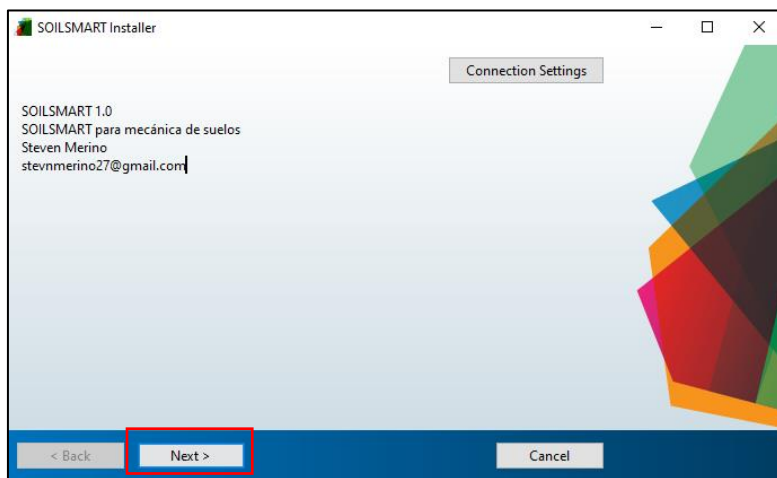 SOILSMART Installer
Connection Settings
SOILSMART 1.0
SOILSMART para mecánica de suelos
Steven Merino
stevnmerino27@gmail.com
< Back
Next >
Cancel